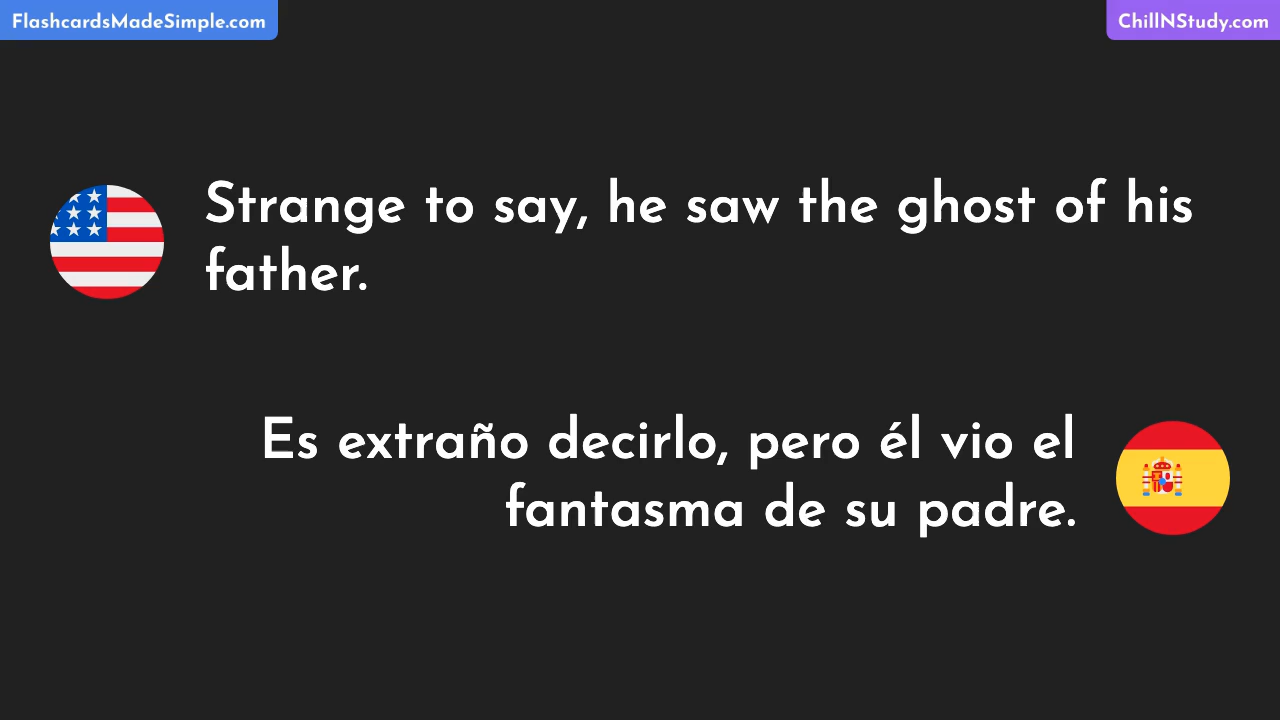 FlashcardsMadeSimple.com
ChillNStudy.com
Strange to say, he saw the ghost of his
father.
Es extraño decirlo, pero él vio el
fantasma de su padre.